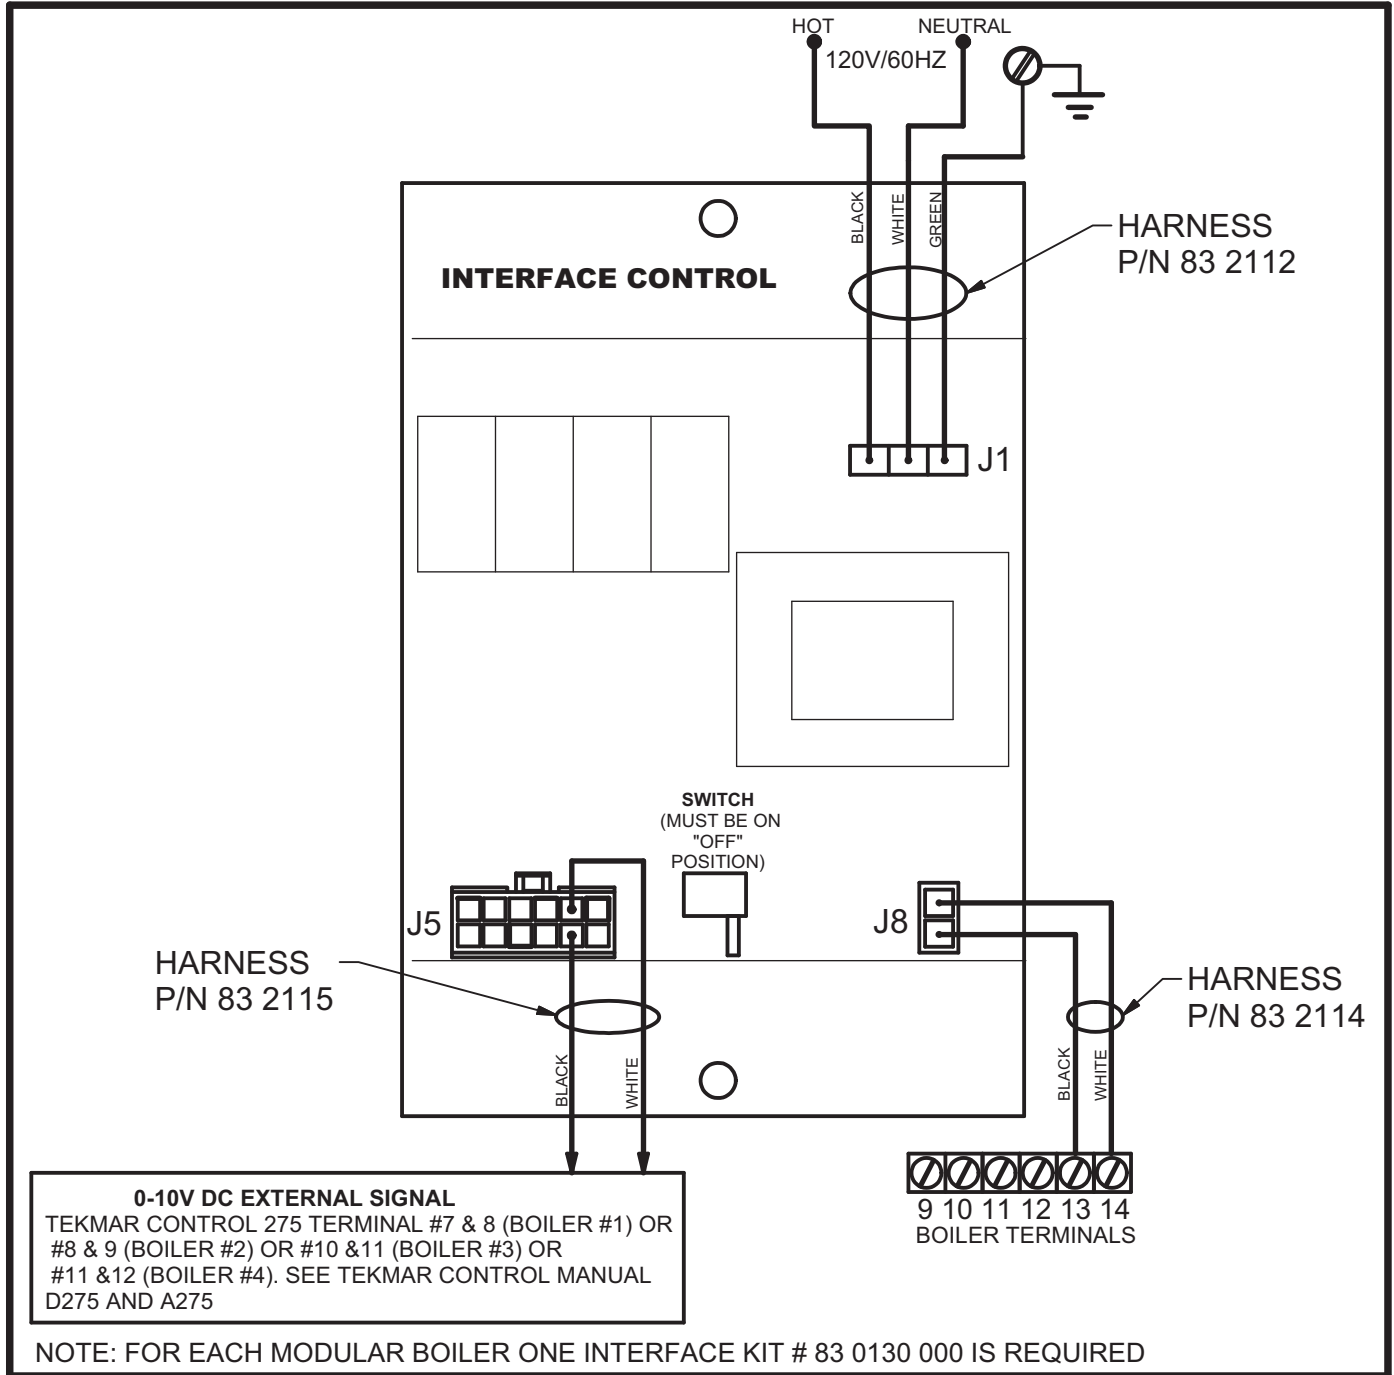 HOT
NEUTRAL
120V/60HZ
BLACK
WHITE
GREEN
HARNESS
P/N 83 2112
INTERFACE CONTROL
J1
SWITCH
(MUST BE ON
"OFF"
POSITION)
J5
J8
HARNESS
P/N 83 2115
HARNESS
P/N 83 2114
BLACK
WHITE
BLACK
WHITE
0-10V DC EXTERNAL SIGNAL
TEKMAR CONTROL 275 TERMINAL #7 & 8 (BOILER #1) OR
#8 & 9 (BOILER #2) OR #10 &11 (BOILER #3) OR
#11 &12 (BOILER #4). SEE TEKMAR CONTROL MANUAL
D275 AND A275
9 10 11 12 13 14
BOILER TERMINALS
NOTE: FOR EACH MODULAR BOILER ONE INTERFACE KIT # 83 0130 000 IS REQUIRED